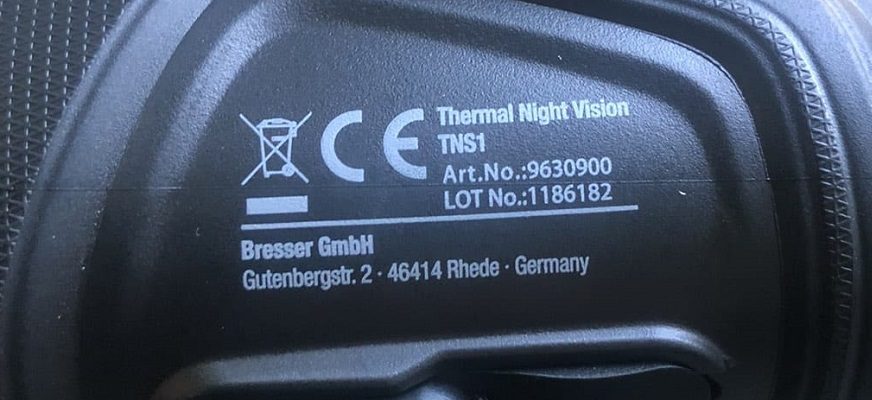 CE
Thermal Night Vision
TNS1
Art.No.:9630900
LOT No.:1186182
Bresser GmbH
Gutenbergstr. 2 · 46414 Rhede · Germany